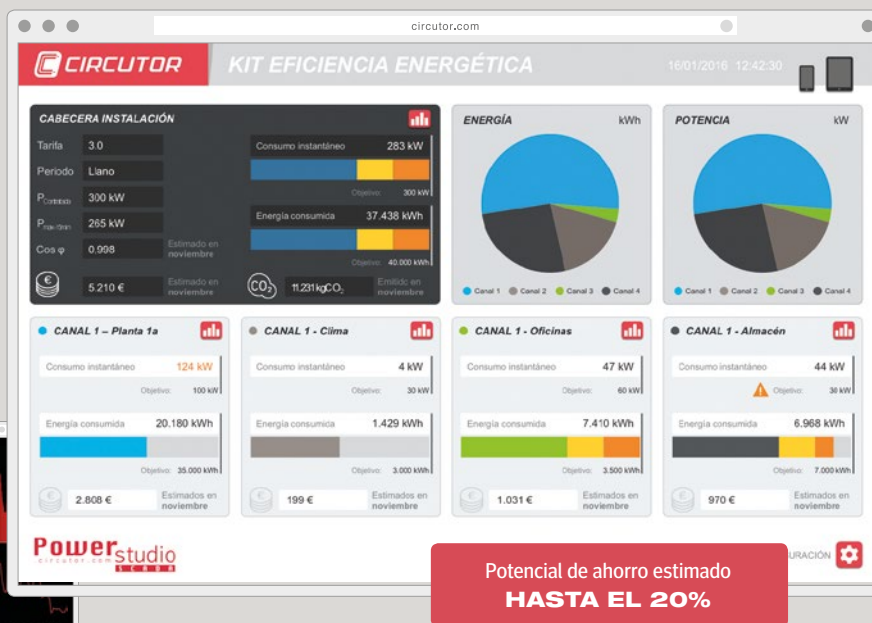 circutor.com
CIRCUTOR
KIT EFICIENCIA ENERGÉTICA
16/01/2016 12:42:30
CABECERA INSTALACIÓN
Tarifa 3.0
Periodo Llano
P 300 kW
P 265 kW
Cos φ 0,998 Estimado en noviembre
€ 5.210 € Estimado en noviembre
Consumo instantáneo 283 kW
Objetivo: 300 kW
Energía consumida 37.438 kWh
Objetivo: 40.000 kWh
CO2 11,231 kgCO2 Emitido en noviembre
ENERGÍA kWh
Canal 1 Canal 2 Canal 3 Canal 4
POTENCIA kW
Canal 1 Canal 2 Canal 3 Canal 4
CANAL 1 – Planta 1a
Consumo instantáneo 124 kW
Objetivo: 100 kW
Energía consumida 20.180 kWh
Objetivo: 35.000 kWh
€ 2.808 € Estimados en noviembre
CANAL 1 - Clima
Consumo instantáneo 4 kW
Objetivo: 30 kW
Energía consumida 1.429 kWh
Objetivo: 3.000 kWh
€ 199 € Estimados en noviembre
CANAL 1 - Oficinas
Consumo instantáneo 47 kW
Objetivo: 60 kW
Energía consumida 7.410 kWh
Objetivo: 3.500 kWh
€ 1.031 € Estimados en noviembre
CANAL 1 - Almacén
Consumo instantáneo 44 kW
Objetivo: 30 kW
Energía consumida 6.968 kWh
Objetivo: 7.000 kWh
€ 970 € Estimados en noviembre
Power studio
circutor.com SCADA
URACIÓN
Potencial de ahorro estimado
HASTA EL 20%